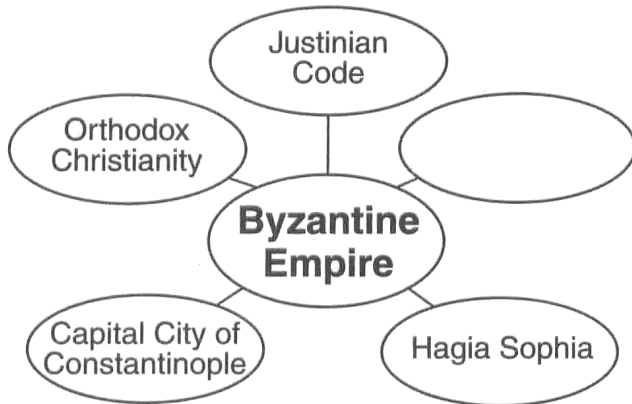 Justinian
Code
Orthodox
Christianity
Byzantine
Empire
Capital City of
Constantinople
Hagia Sophia